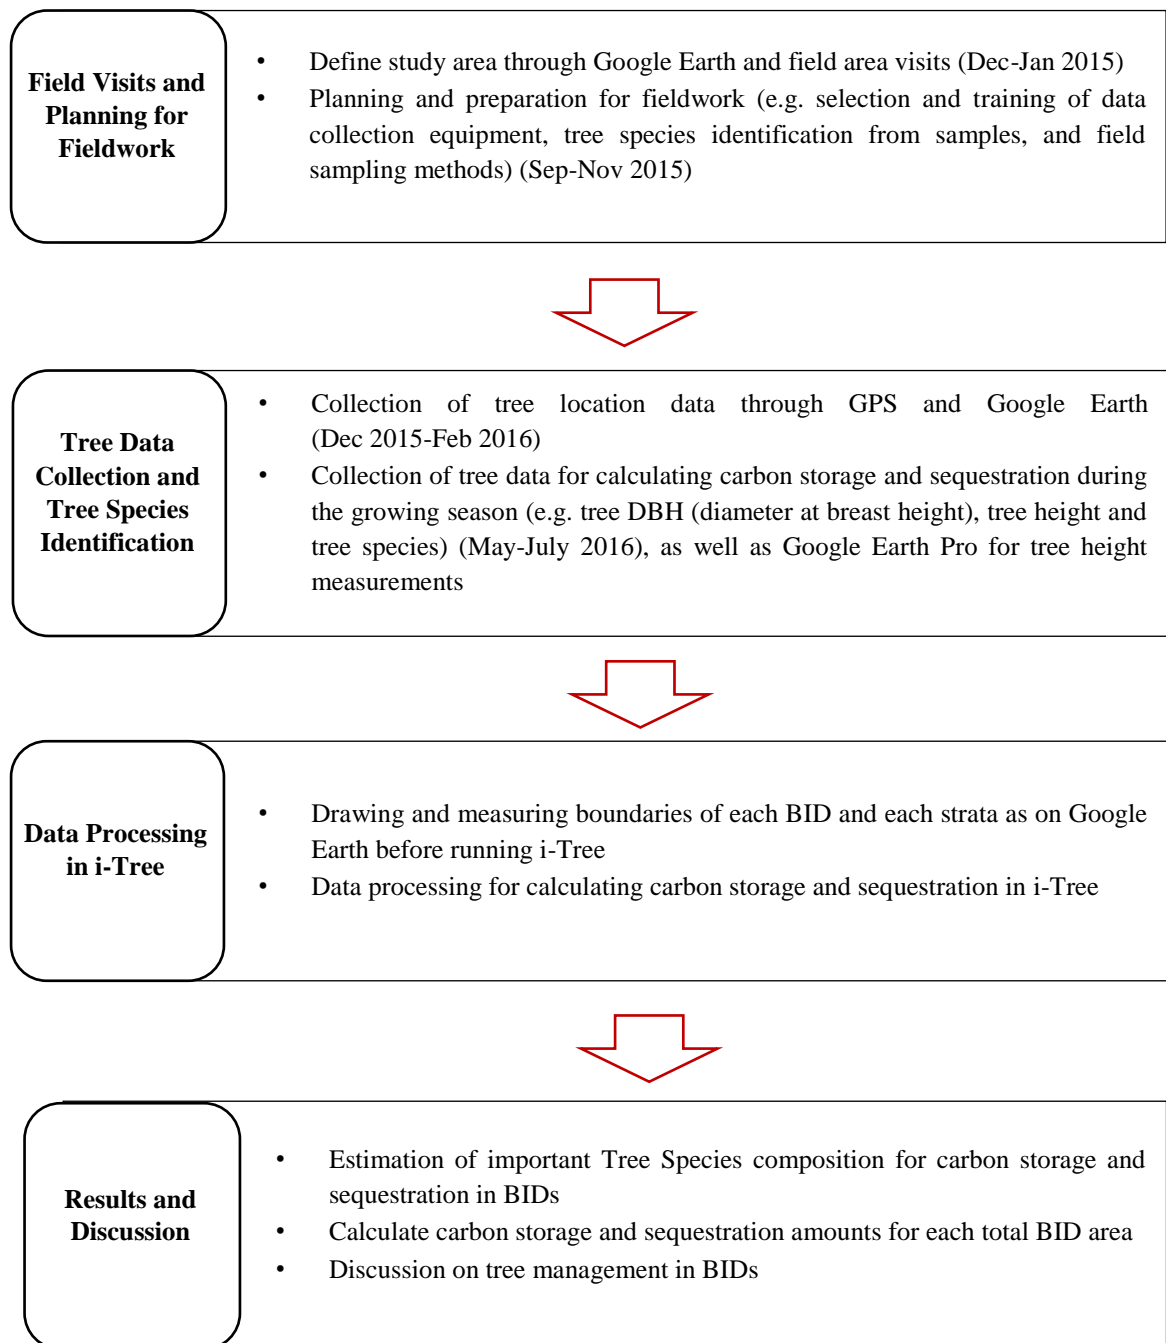 Field Visits and
Planning for
Fieldwork
• Define study area through Google Earth and field area visits (Dec-Jan 2015)
• Planning and preparation for fieldwork (e.g. selection and training of data
collection equipment, tree species identification from samples, and field
sampling methods) (Sep-Nov 2015)
Tree Data
Collection and
Tree Species
Identification
• Collection of tree location data through GPS and Google Earth
(Dec 2015-Feb 2016)
• Collection of tree data for calculating carbon storage and sequestration during
the growing season (e.g. tree DBH (diameter at breast height), tree height and
tree species) (May-July 2016), as well as Google Earth Pro for tree height
measurements
Data Processing
in i-Tree
• Drawing and measuring boundaries of each BID and each strata as on Google
Earth before running i-Tree
• Data processing for calculating carbon storage and sequestration in i-Tree
Results and
Discussion
• Estimation of important Tree Species composition for carbon storage and
sequestration in BIDs
• Calculate carbon storage and sequestration amounts for each total BID area
• Discussion on tree management in BIDs